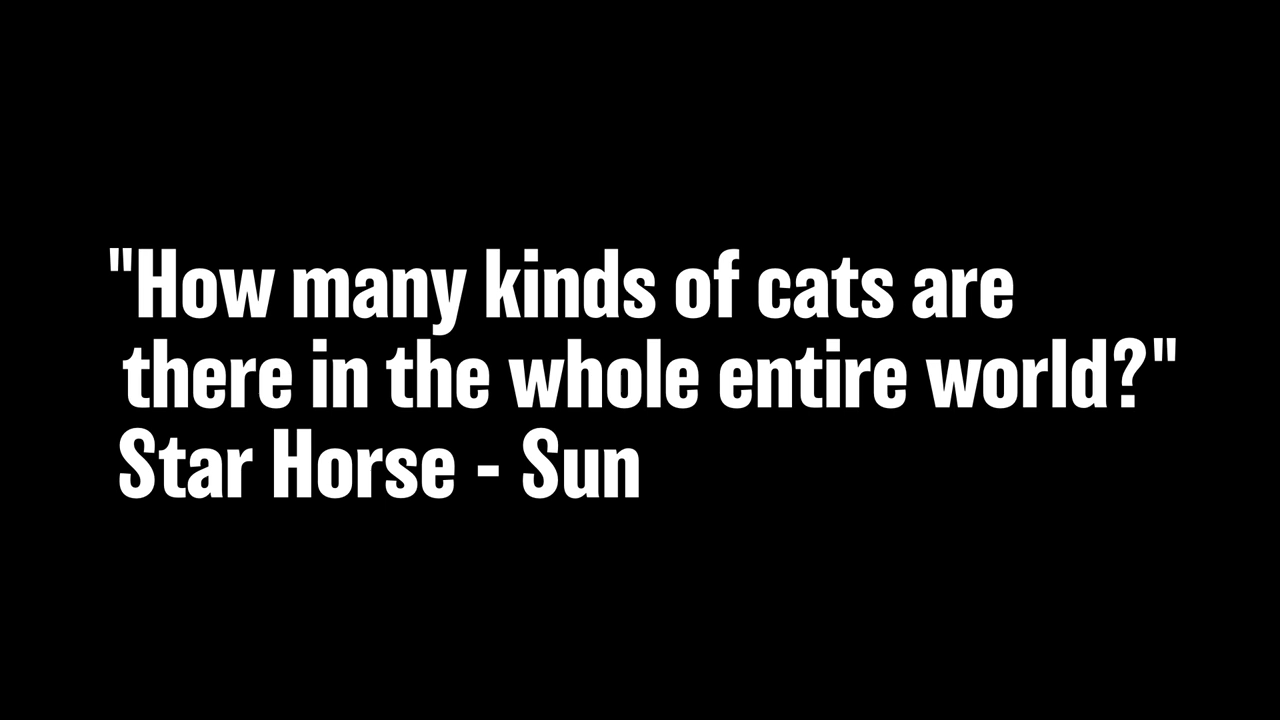 "How many kinds of cats are
there in the whole entire world?"
Star Horse - Sun